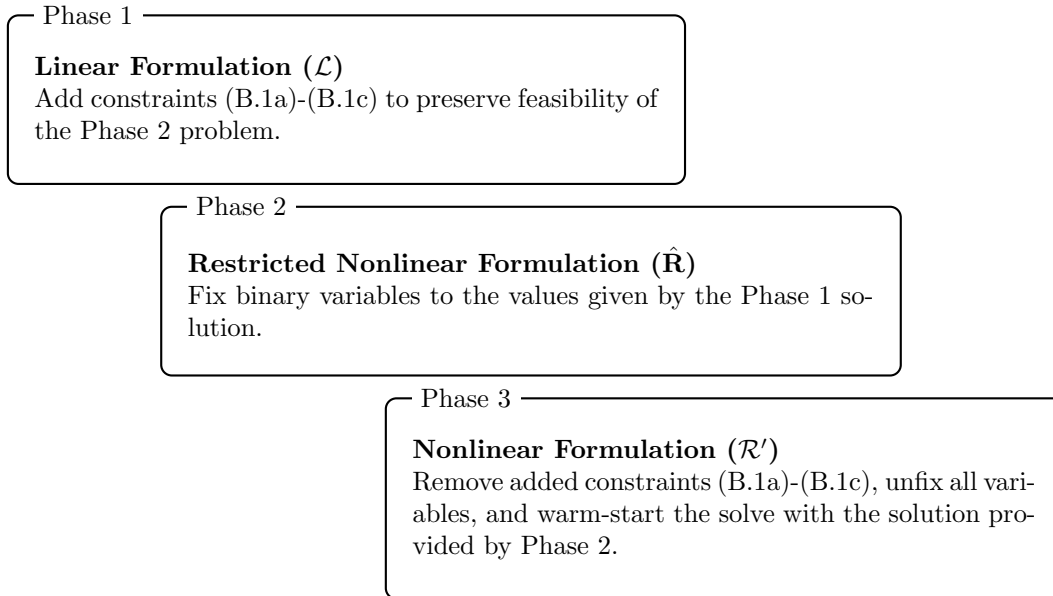 Phase 1
Linear Formulation (ℒ)
Add constraints (B.1a)-(B.1c) to preserve feasibility of
the Phase 2 problem.
Phase 2
Restricted Nonlinear Formulation (R̂)
Fix binary variables to the values given by the Phase 1 so-
lution.
Phase 3
Nonlinear Formulation (ℛ′)
Remove added constraints (B.1a)-(B.1c), unfix all vari-
ables, and warm-start the solve with the solution pro-
vided by Phase 2.